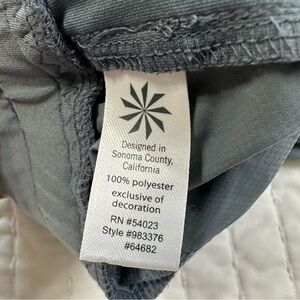 Designed in
Sonoma County,
California
100% polyester
exclusive of
decoration
RN #54023
Style #983376
#64682